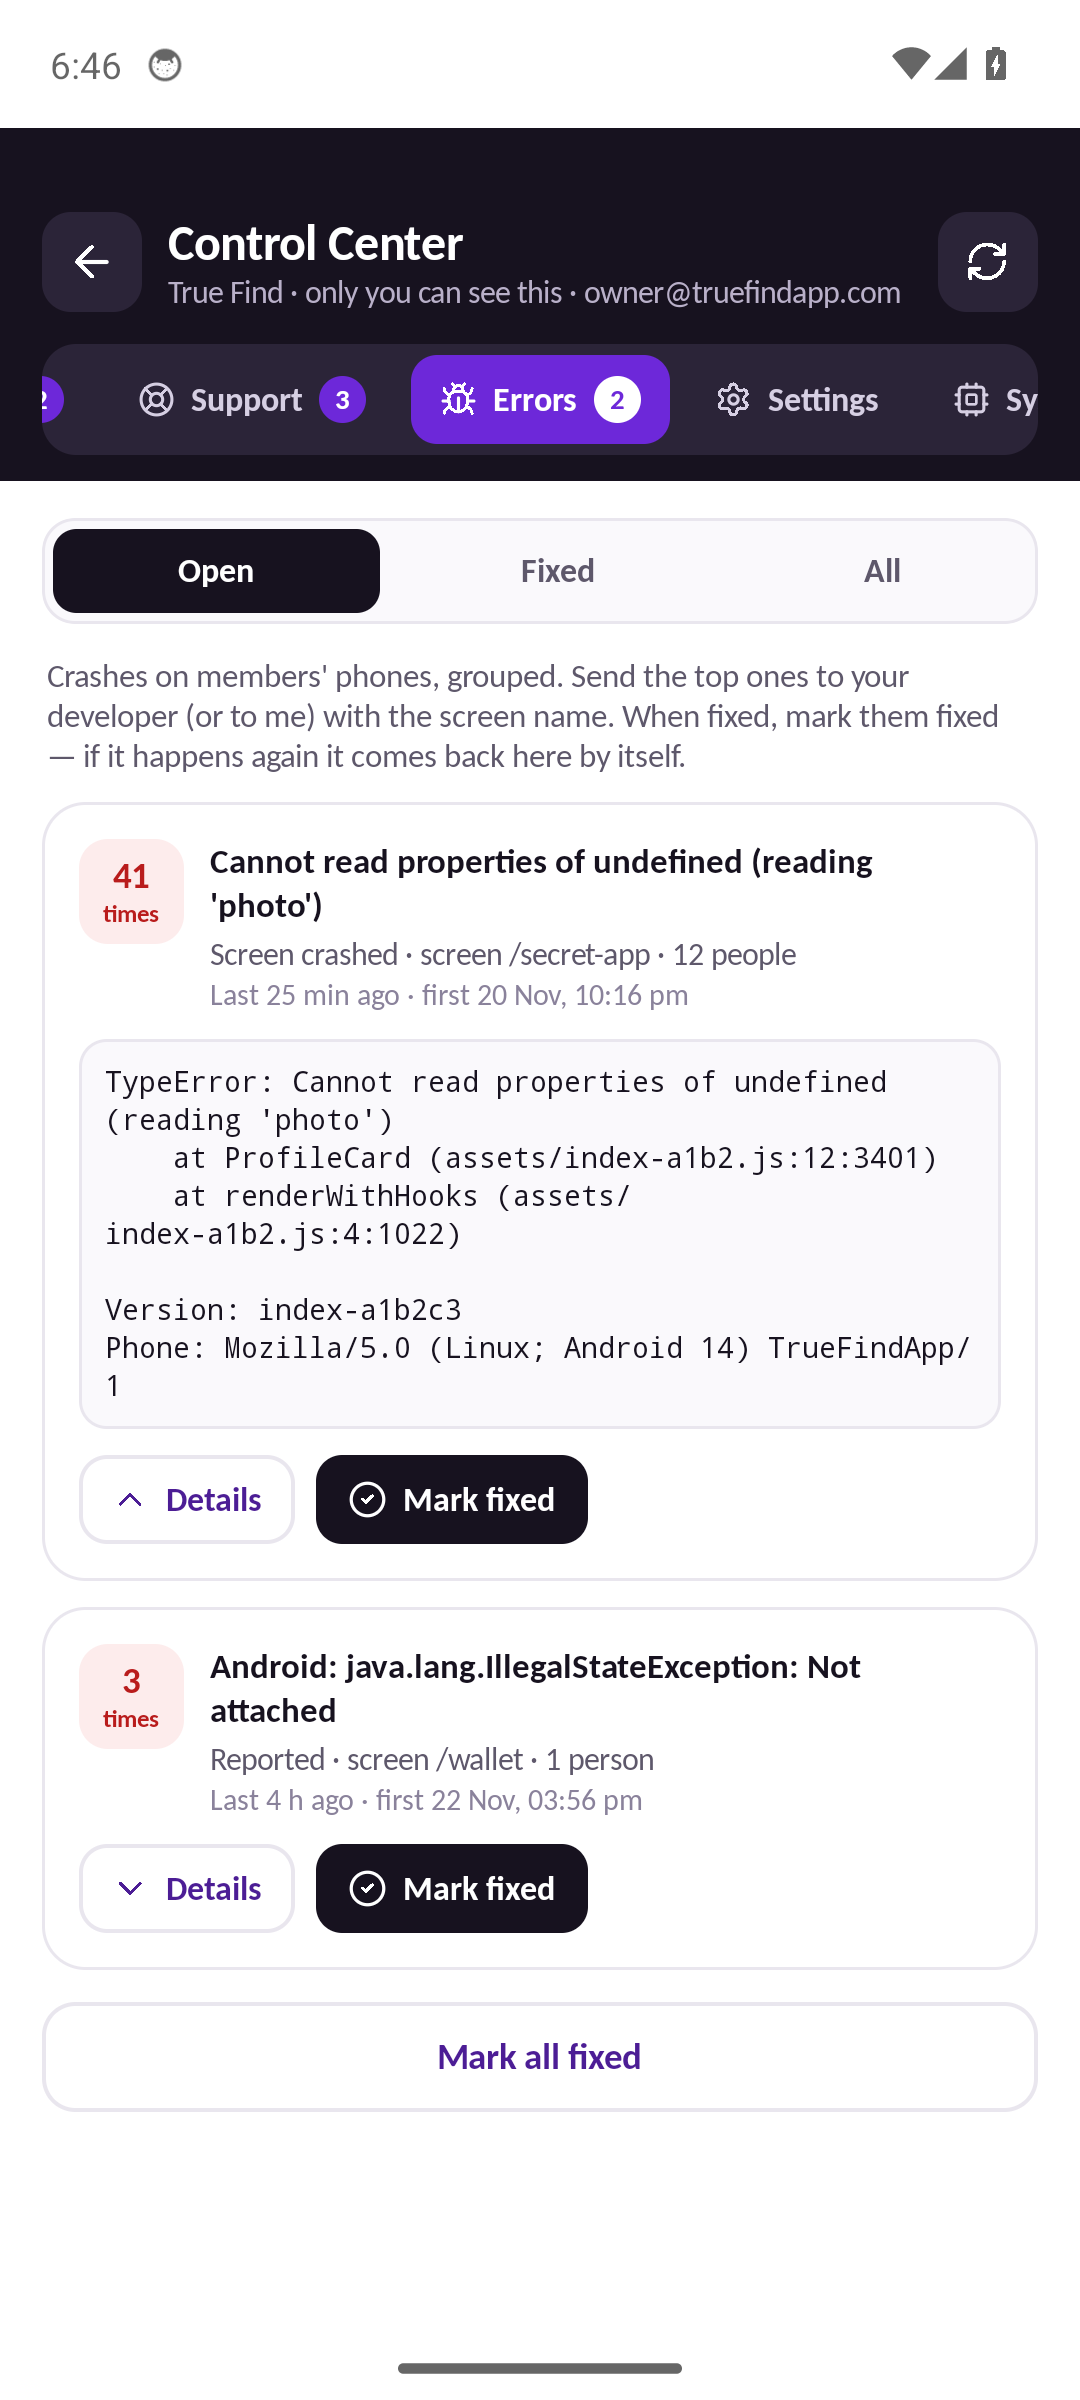 6:46
Control Center
True Find · only you can see this · owner@truefindapp.com
2 Support 3 Errors 2 Settings Sy
Open Fixed All
Crashes on members' phones, grouped. Send the top ones to your
developer (or to me) with the screen name. When fixed, mark them fixed
— if it happens again it comes back here by itself.
41
times
Cannot read properties of undefined (reading
'photo')
Screen crashed · screen /secret-app · 12 people
Last 25 min ago · first 20 Nov, 10:16 pm
TypeError: Cannot read properties of undefined
(reading 'photo')
at ProfileCard (assets/index-a1b2.js:12:3401)
at renderWithHooks (assets/
index-a1b2.js:4:1022)
Version: index-a1b2c3
Phone: Mozilla/5.0 (Linux; Android 14) TrueFindApp/
1
Details Mark fixed
3
times
Android: java.lang.IllegalStateException: Not
attached
Reported · screen /wallet · 1 person
Last 4 h ago · first 22 Nov, 03:56 pm
Details Mark fixed
Mark all fixed